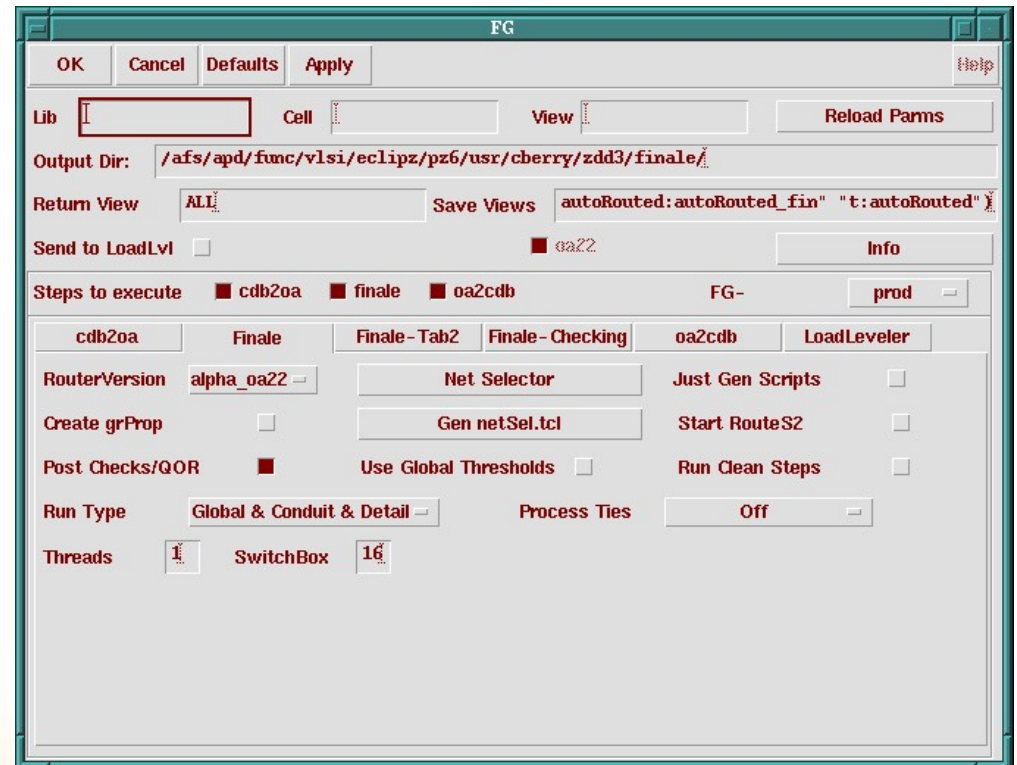 FG
OK Cancel Defaults Apply Help
Lib Cell View Reload Parms
Output Dir: /afs/apd/func/vlsi/eclipz/pz6/usr/cberry/zdd3/finale/
Return View ALL Save Views autoRouted:autoRouted_fin" "t:autoRouted")
Send to LoadLvl oa22 Info
Steps to execute cdb2oa finale oa2cdb FG- prod
cdb2oa Finale Finale-Tab2 Finale-Checking oa2cdb LoadLeveler
RouterVersion alpha_oa22 Net Selector Just Gen Scripts
Create grProp Gen netSel.tcl Start RouteS2
Post Checks/QOR Use Global Thresholds Run Clean Steps
Run Type Global & Conduit & Detail Process Ties Off
Threads 1 SwitchBox 16